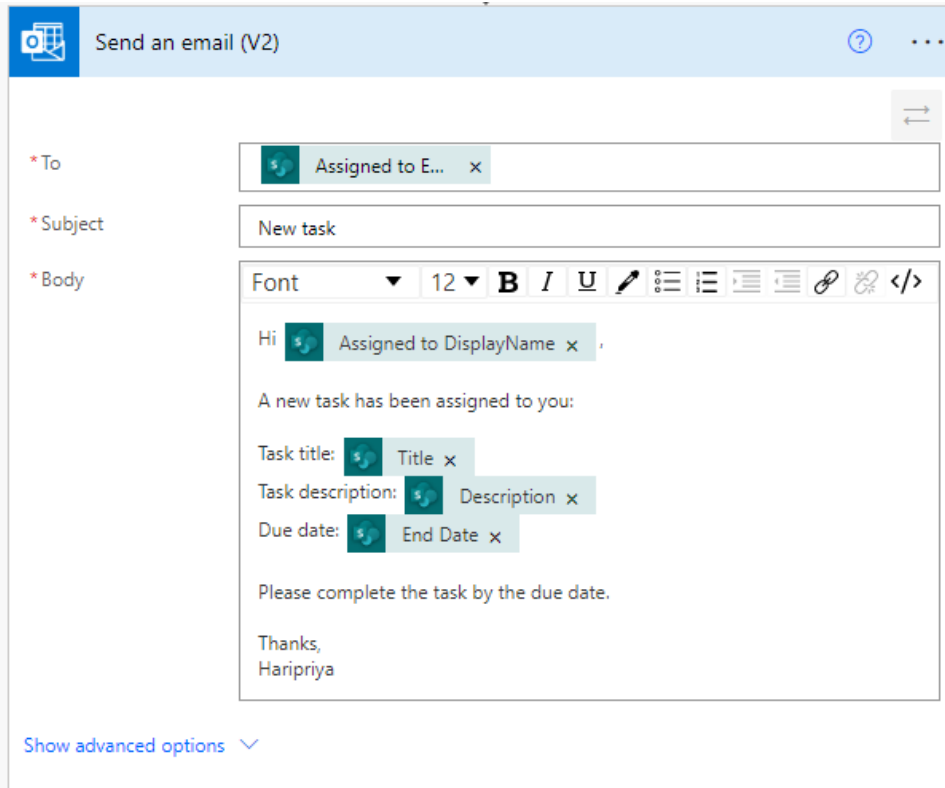 Send an email (V2)
* To
Assigned to E... ×
* Subject
New task
* Body
Font 12 B I U </>
Hi Assigned to DisplayName × ,
A new task has been assigned to you:
Task title: Title ×
Task description: Description ×
Due date: End Date ×
Please complete the task by the due date.
Thanks,
Haripriya
Show advanced options